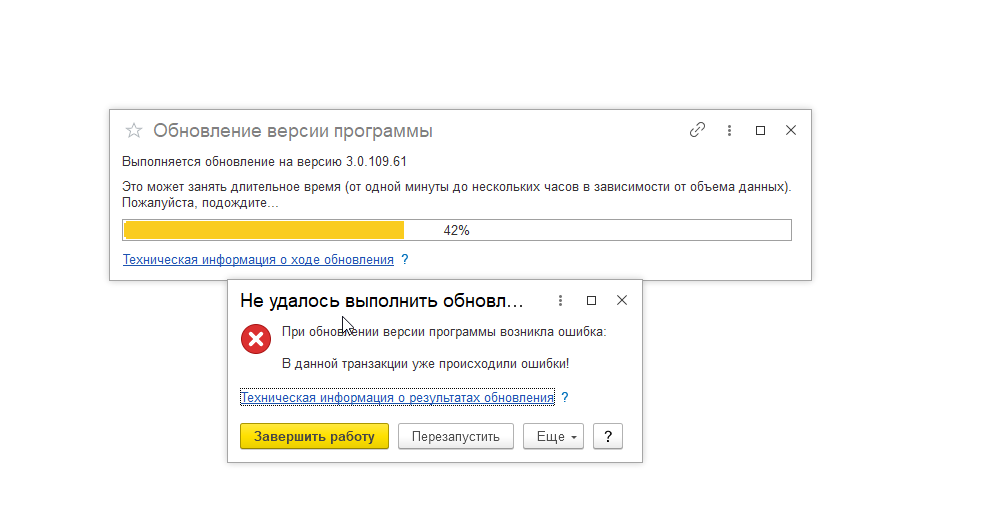 Обновление версии программы
Выполняется обновление на версию 3.0.109.61
Это может занять длительное время (от одной минуты до нескольких часов в зависимости от объема данных).
Пожалуйста, подождите...
42%
Техническая информация о ходе обновления ?
Не удалось выполнить обновл...
При обновлении версии программы возникла ошибка:
В данной транзакции уже происходили ошибки!
Техническая информация о результатах обновления ?
Завершить работу Перезапустить Еще ?